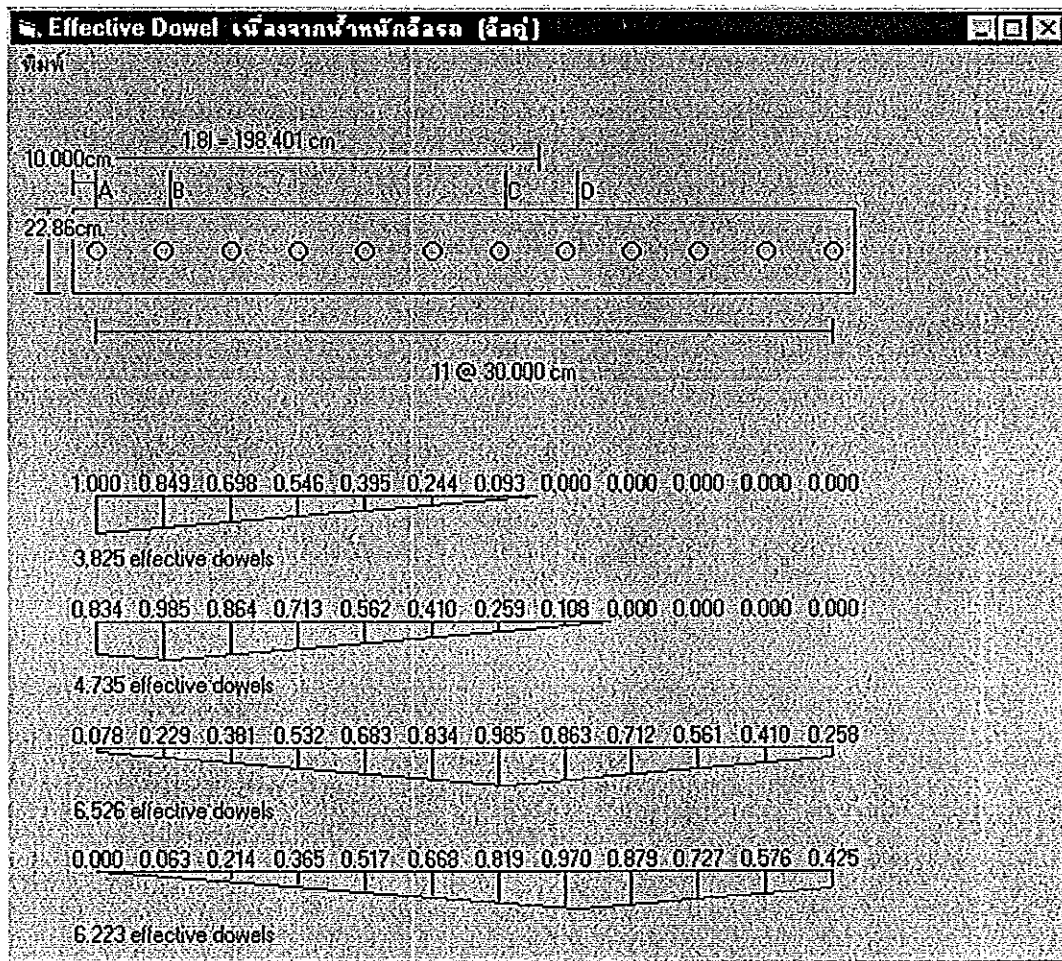 Effective Dowel เนื่องจากน้ำหนักล้อรถ (ล้อคู่)
พิมพ์
1.8l = 198.401 cm
10.000cm.
A B C D
22.86cm.
11 @ 30.000 cm
1.000 0.849 0.698 0.546 0.395 0.244 0.093 0.000 0.000 0.000 0.000 0.000
3.825 effective dowels
0.834 0.985 0.864 0.713 0.562 0.410 0.259 0.108 0.000 0.000 0.000 0.000
4.735 effective dowels
0.078 0.229 0.381 0.532 0.683 0.834 0.985 0.863 0.712 0.561 0.410 0.258
6.526 effective dowels
0.000 0.063 0.214 0.365 0.517 0.668 0.819 0.970 0.879 0.727 0.576 0.425
6.223 effective dowels